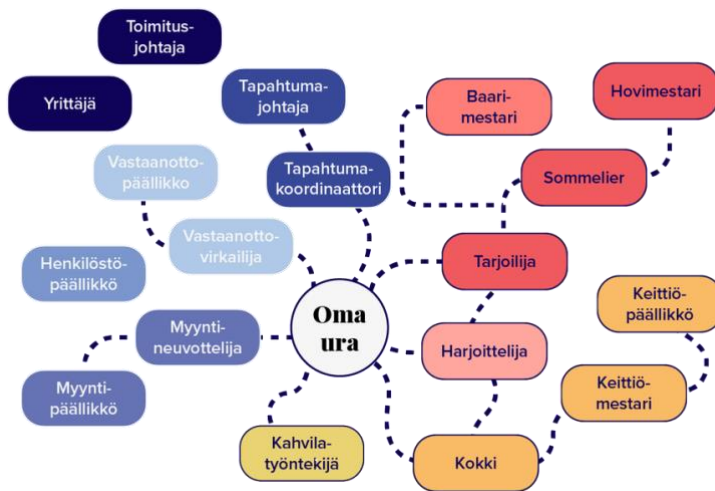 Toimitus-
johtaja
Yrittäjä
Tapahtuma-
johtaja
Baari-
mestari
Hovimestari
Vastaanotto-
päällikko
Tapahtuma-
koordinaattori
Sommelier
Vastaanotto-
virkailija
Tarjoilija
Henkilöstö-
päällikkö
Oma
ura
Keittiö-
päällikkö
Myynti-
neuvottelija
Harjoittelija
Myynti-
päällikkö
Keittiö-
mestari
Kahvila-
työntekijä
Kokki